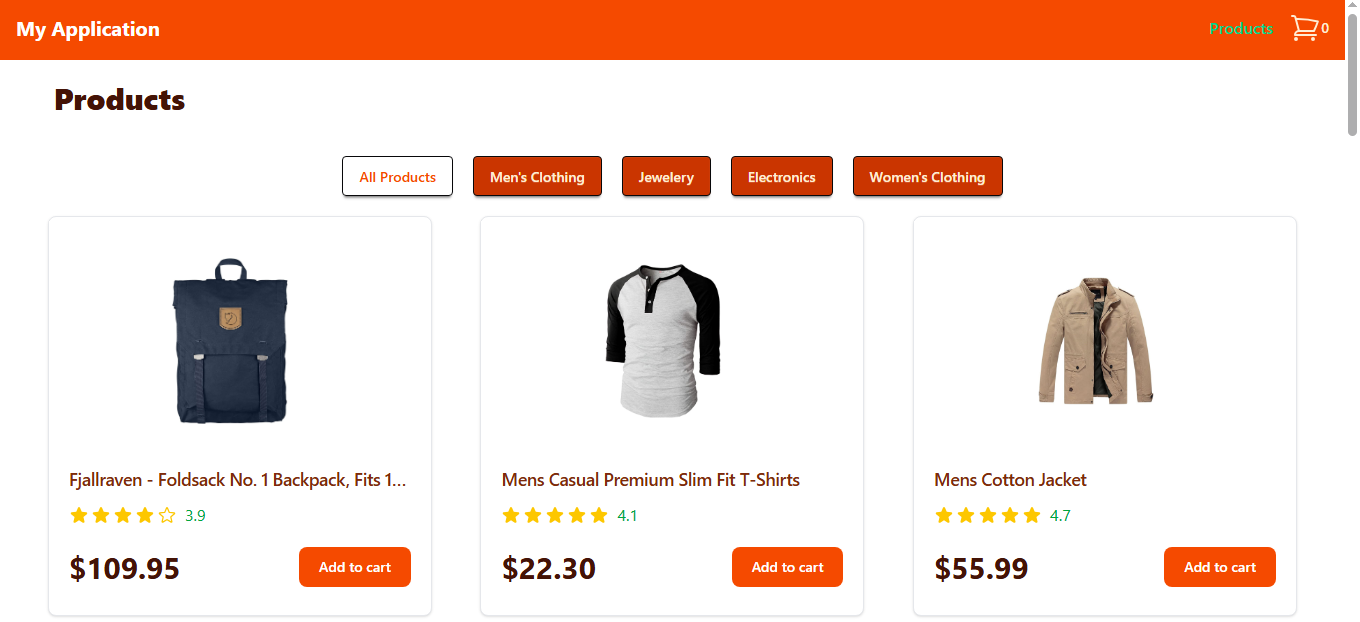 My Application
Products
0
Products
All Products
Men's Clothing
Jewelery
Electronics
Women's Clothing
Fjallraven - Foldsack No. 1 Backpack, Fits 1...
3.9
$109.95
Add to cart
Mens Casual Premium Slim Fit T-Shirts
4.1
$22.30
Add to cart
Mens Cotton Jacket
4.7
$55.99
Add to cart